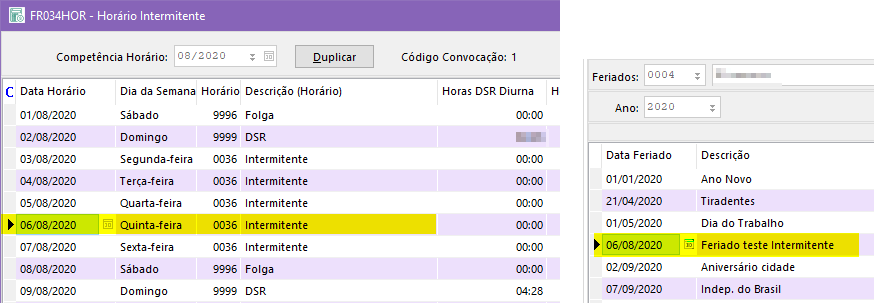 FR034HOR - Horário Intermitente
Competência Horário: 08/2020 Duplicar Código Convocação: 1
C Data Horário Dia da Semana Horário Descrição (Horário) Horas DSR Diurna H
01/08/2020 Sábado 9996 Folga 00:00
02/08/2020 Domingo 9999 DSR
03/08/2020 Segunda-feira 0036 Intermitente 00:00
04/08/2020 Terça-feira 0036 Intermitente 00:00
05/08/2020 Quarta-feira 0036 Intermitente 00:00
06/08/2020 Quinta-feira 0036 Intermitente 00:00
07/08/2020 Sexta-feira 0036 Intermitente 00:00
08/08/2020 Sábado 9996 Folga 00:00
09/08/2020 Domingo 9999 DSR 04:28
Feriados: 0004
Ano: 2020
Data Feriado Descrição
01/01/2020 Ano Novo
21/04/2020 Tiradentes
01/05/2020 Dia do Trabalho
06/08/2020 Feriado teste Intermitente
02/09/2020 Aniversário cidade
07/09/2020 Indep. do Brasil